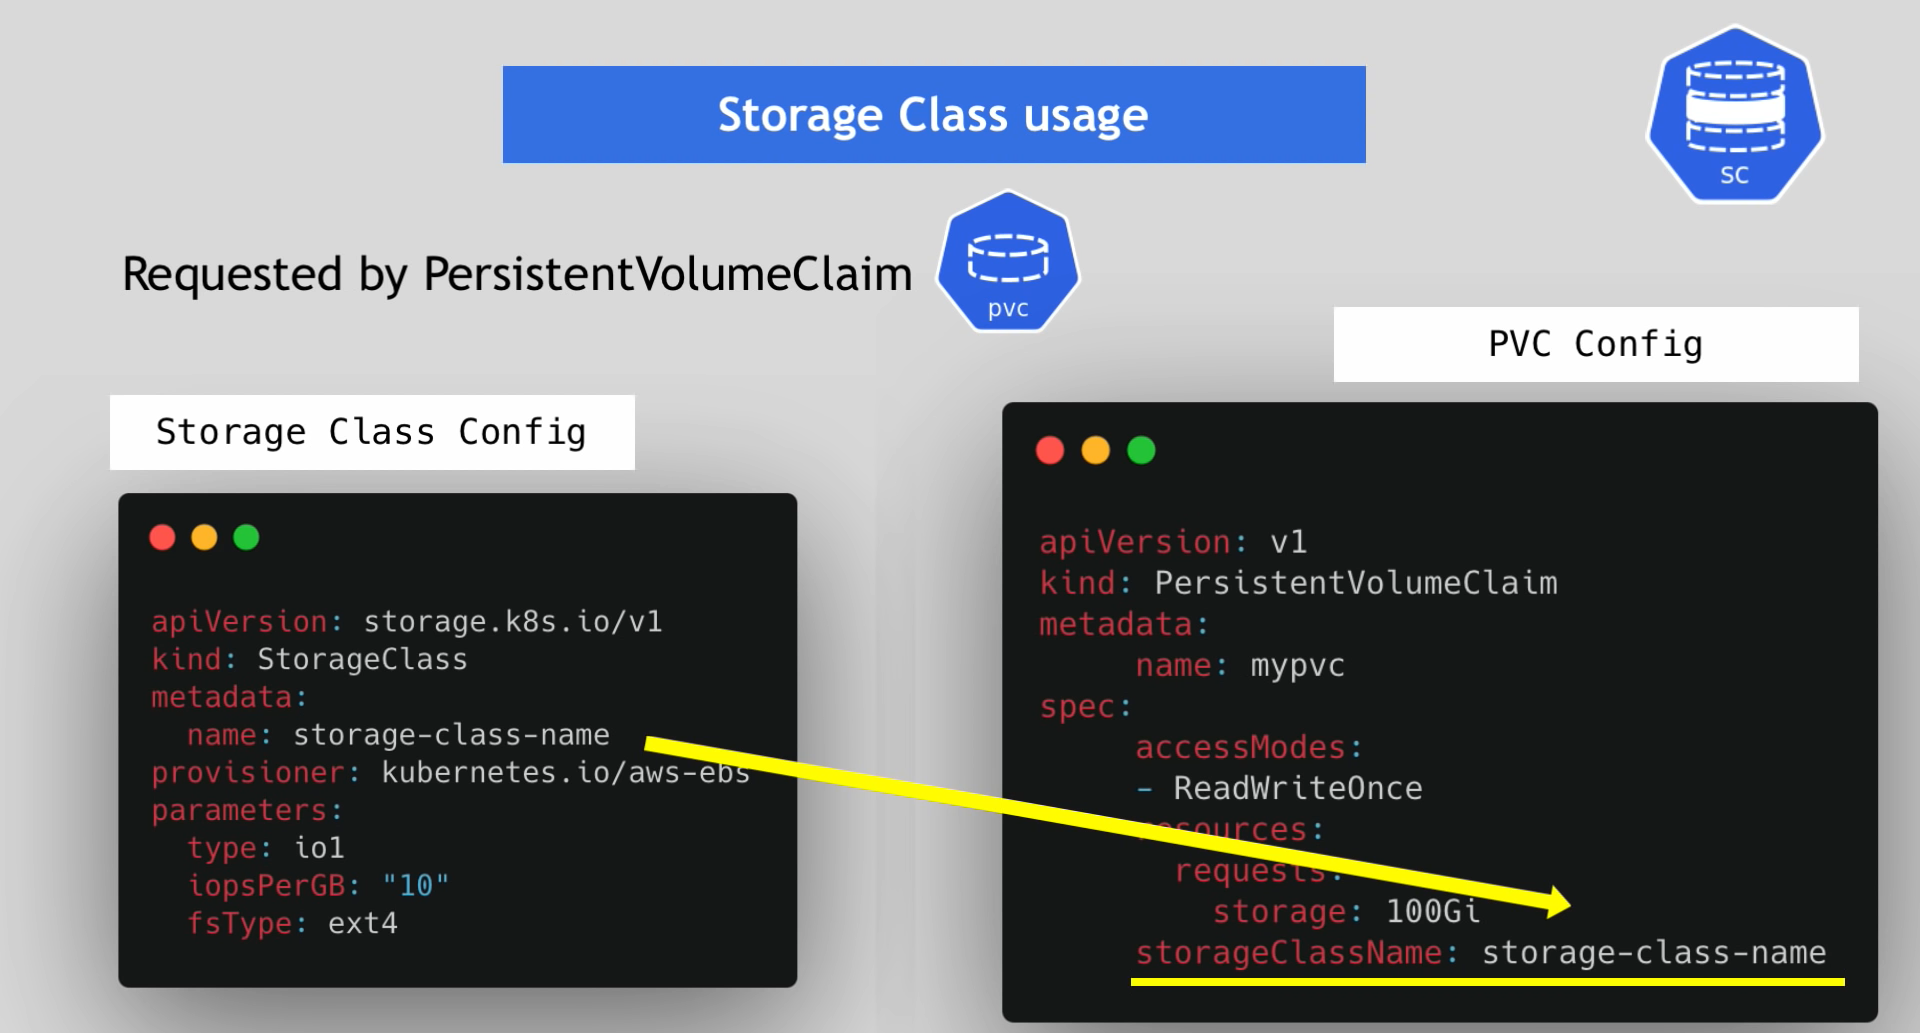 Storage Class usage
sc
Requested by PersistentVolumeClaim
pvc
Storage Class Config
apiVersion: storage.k8s.io/v1
kind: StorageClass
metadata:
  name: storage-class-name
provisioner: kubernetes.io/aws-ebs
parameters:
  type: io1
  iopsPerGB: "10"
  fsType: ext4
PVC Config
apiVersion: v1
kind: PersistentVolumeClaim
metadata:
     name: mypvc
spec:
     accessModes:
     - ReadWriteOnce
     resources:
       requests:
         storage: 100Gi
     storageClassName: storage-class-name